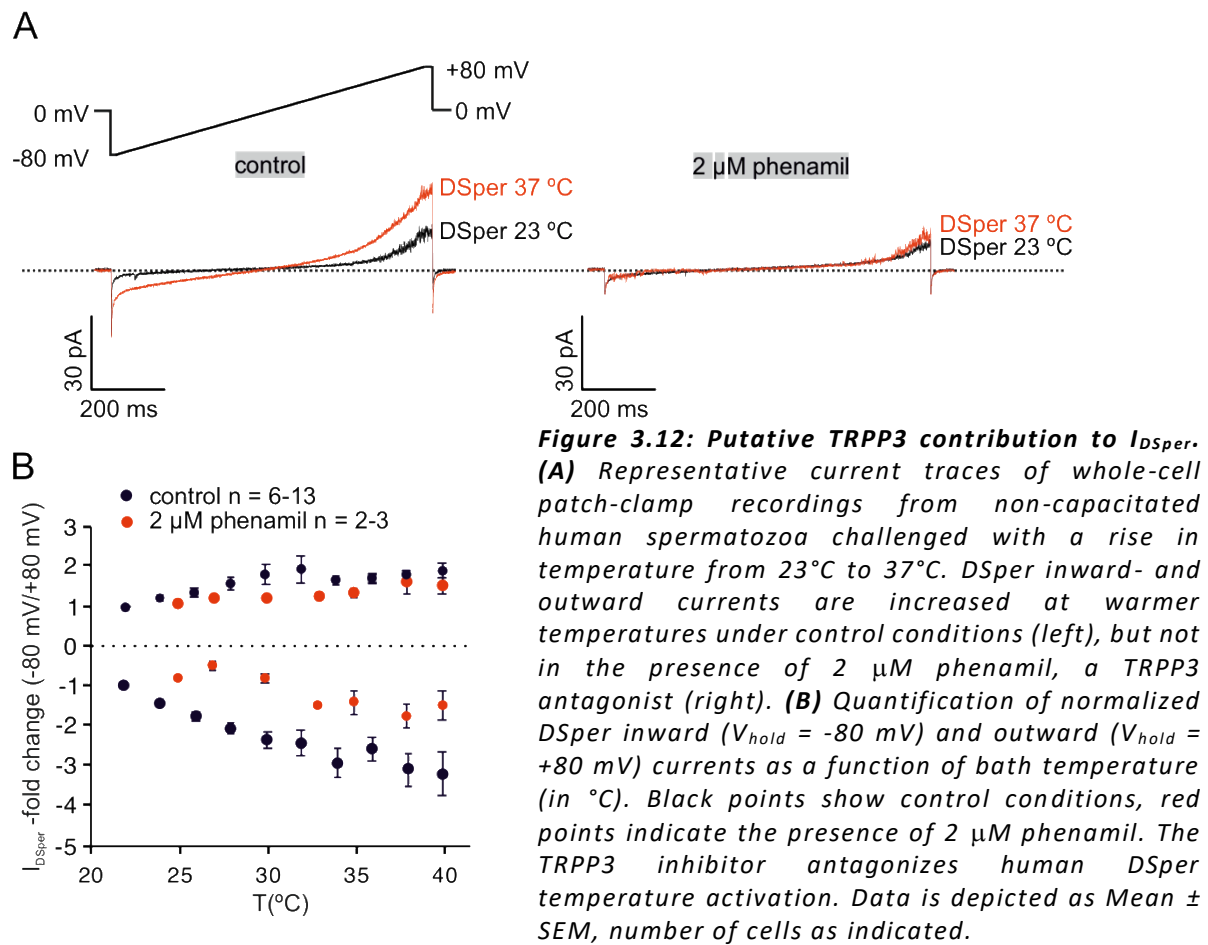 A
+80 mV
0 mV
0 mV
-80 mV
control
2 µM phenamil
DSper 37 ºC
DSper 23 ºC
DSper 37 ºC
DSper 23 ºC
30 pA
200 ms
30 pA
200 ms
B
control n = 6-13
2 µM phenamil n = 2-3
I_DSper -fold change (-80 mV/+80 mV)
3
2
1
0
-1
-2
-3
-4
-5
20
25
30
35
40
T(ºC)
Figure 3.12: Putative TRPP3 contribution to I_DSper.
(A) Representative current traces of whole-cell
patch-clamp recordings from non-capacitated
human spermatozoa challenged with a rise in
temperature from 23°C to 37°C. DSper inward- and
outward currents are increased at warmer
temperatures under control conditions (left), but not
in the presence of 2 µM phenamil, a TRPP3
antagonist (right). (B) Quantification of normalized
DSper inward (V_hold = -80 mV) and outward (V_hold =
+80 mV) currents as a function of bath temperature
(in °C). Black points show control conditions, red
points indicate the presence of 2 µM phenamil. The
TRPP3 inhibitor antagonizes human DSper
temperature activation. Data is depicted as Mean ±
SEM, number of cells as indicated.